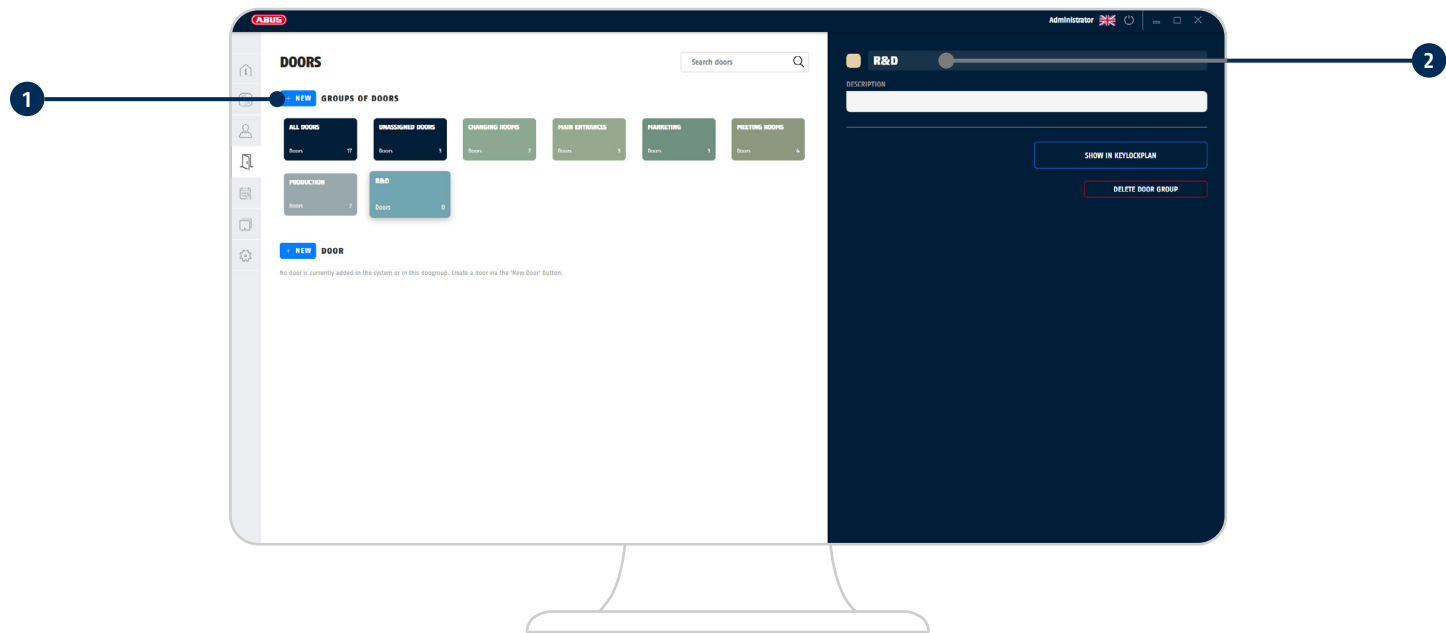 ABUS
Administrator
DOORS
Search doors
+ NEW GROUPS OF DOORS
ALL DOORS
Doors 17
UNASSIGNED DOORS
Doors
CHANGING ROOMS
Doors
MAIN ENTRANCES
Doors
MARKETING
Doors
MEETING ROOMS
Doors 4
PRODUCTION
Doors
R&D
Doors 0
+ NEW DOOR
No door is currently added in the system or in this doogroup. Create a door via the 'New Door' button.
R&D
DESCRIPTION
SHOW IN KEYLOCKPLAN
DELETE DOOR GROUP
1
2